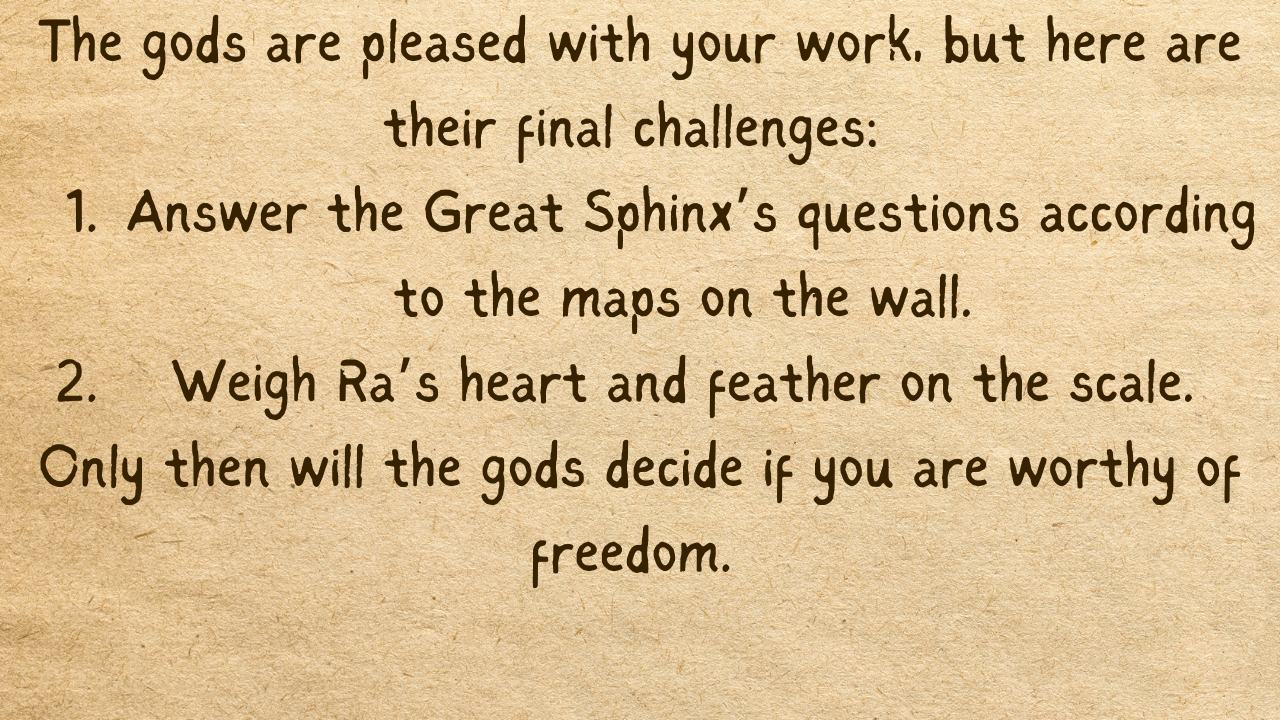 The gods are pleased with your work, but here are
their final challenges:
1. Answer the Great Sphinx's questions according
to the maps on the wall.
2. Weigh Ra's heart and feather on the scale.
Only then will the gods decide if you are worthy of
freedom.